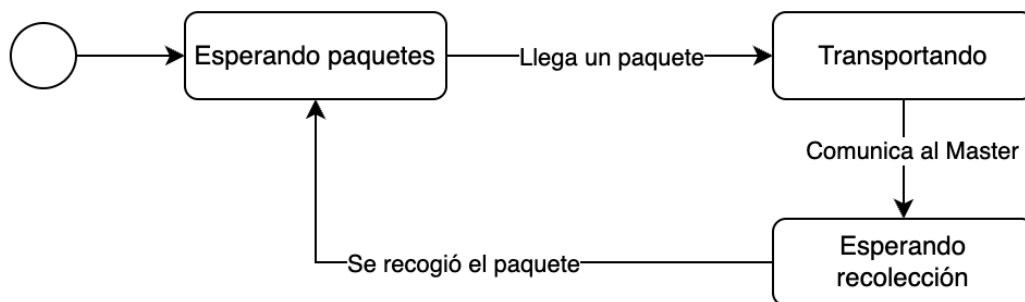 Esperando paquetes
Llega un paquete
Transportando
Comunica al Master
Esperando
recolección
Se recogió el paquete